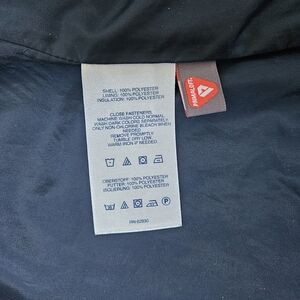 SHELL: 100% POLYESTER
LINING: 100% POLYESTER
INSULATION: 100% POLYESTER
CLOSE FASTENERS
MACHINE WASH COLD NORMAL
WASH DARK COLORS SEPARATELY
ONLY NON-CHLORINE BLEACH WHEN
NEEDED
REMOVE PROMPTLY
TUMBLE DRY LOW
WARM IRON IF NEEDED
OBERSTOFF: 100% POLYESTER
FUTTER: 100% POLYESTER
ISOLIERUNG: 100% POLYESTER
PRIMALOFT